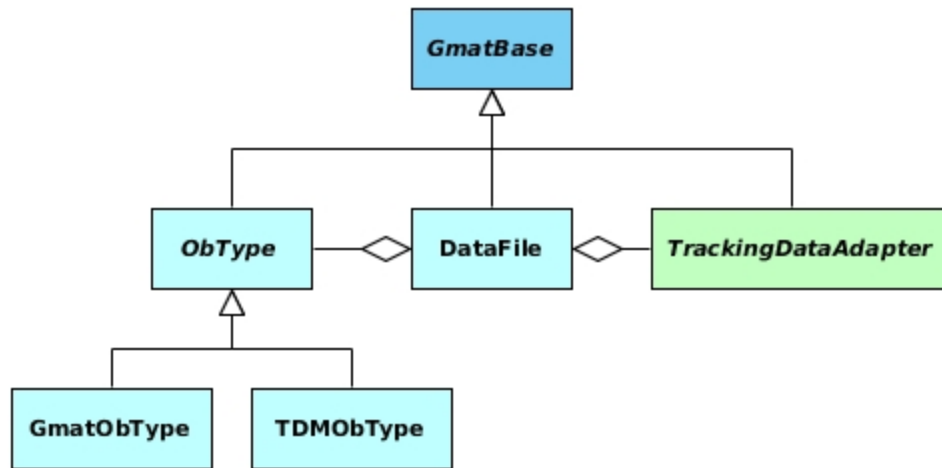 GmatBase
ObType
DataFile
TrackingDataAdapter
GmatObType
TDMObType